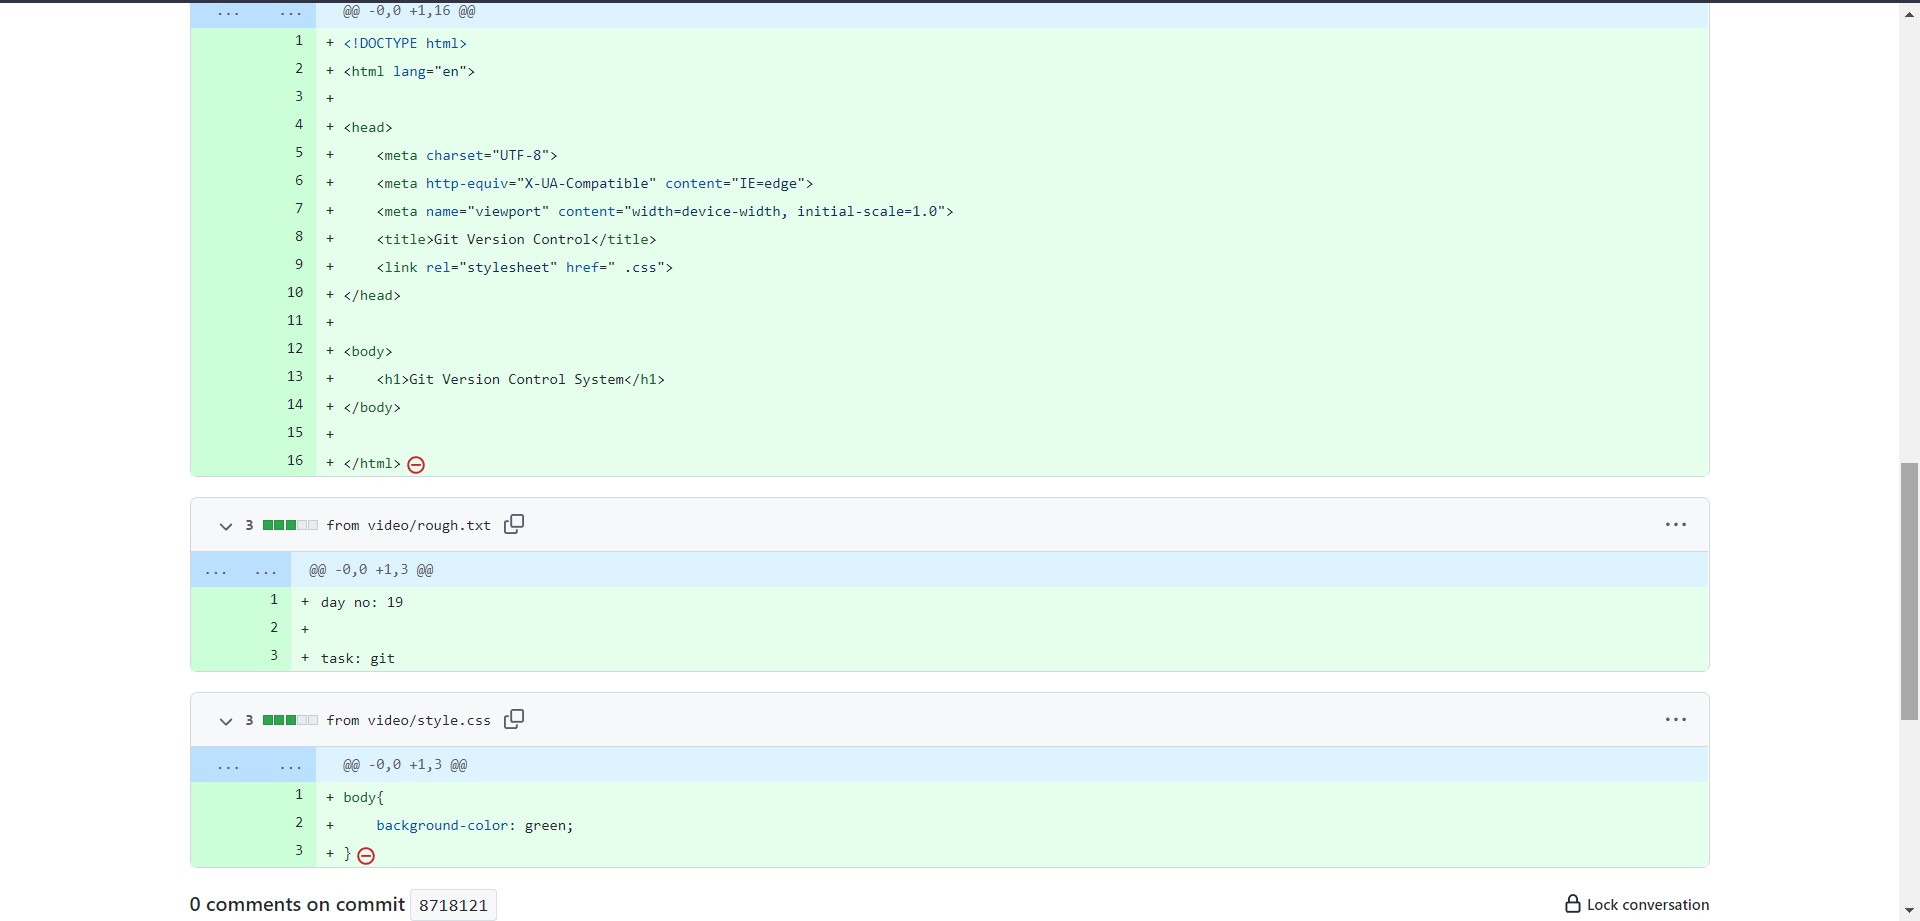 ... ... @@ -0,0 +1,16 @@
1 + <!DOCTYPE html>
2 + <html lang="en">
3 +
4 + <head>
5 +     <meta charset="UTF-8">
6 +     <meta http-equiv="X-UA-Compatible" content="IE=edge">
7 +     <meta name="viewport" content="width=device-width, initial-scale=1.0">
8 +     <title>Git Version Control</title>
9 +     <link rel="stylesheet" href=" .css">
10 + </head>
11 +
12 + <body>
13 +     <h1>Git Version Control System</h1>
14 + </body>
15 +
16 + </html>
3 from video/rough.txt ...
... ... @@ -0,0 +1,3 @@
1 + day no: 19
2 +
3 + task: git
3 from video/style.css ...
... ... @@ -0,0 +1,3 @@
1 + body{
2 +     background-color: green;
3 + }
0 comments on commit 8718121 Lock conversation